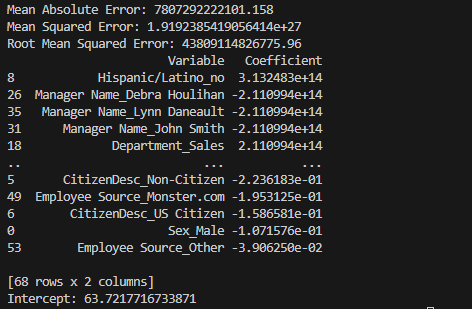 Mean Absolute Error: 7807292222101.158
Mean Squared Error: 1.9192385419056414e+27
Root Mean Squared Error: 43809114826775.96
Variable Coefficient
8 Hispanic/Latino_no 3.132483e+14
26 Manager Name_Debra Houlihan -2.110994e+14
35 Manager Name_Lynn Daneault -2.110994e+14
31 Manager Name_John Smith -2.110994e+14
18 Department_Sales 2.110994e+14
.. ... ...
5 CitizenDesc_Non-Citizen -2.236183e-01
49 Employee Source_Monster.com -1.953125e-01
6 CitizenDesc_US Citizen -1.586581e-01
0 Sex_Male -1.071576e-01
53 Employee Source_Other -3.906250e-02
[68 rows x 2 columns]
Intercept: 63.7217716733871